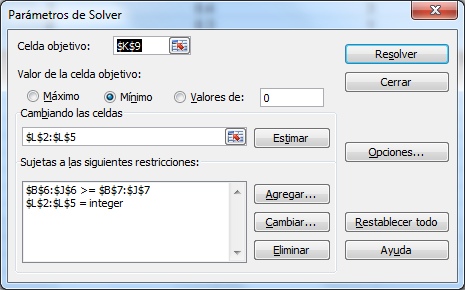 Parámetros de Solver
Celda objetivo: $K$9
Resolver
Valor de la celda objetivo:
Cerrar
Máximo Mínimo Valores de: 0
Cambiando las celdas
$L$2:$L$5 Estimar
Opciones...
Sujetas a las siguientes restricciones:
$B$6:$J$6 >= $B$7:$J$7
$L$2:$L$5 = integer
Agregar...
Cambiar...
Restablecer todo
Eliminar
Ayuda